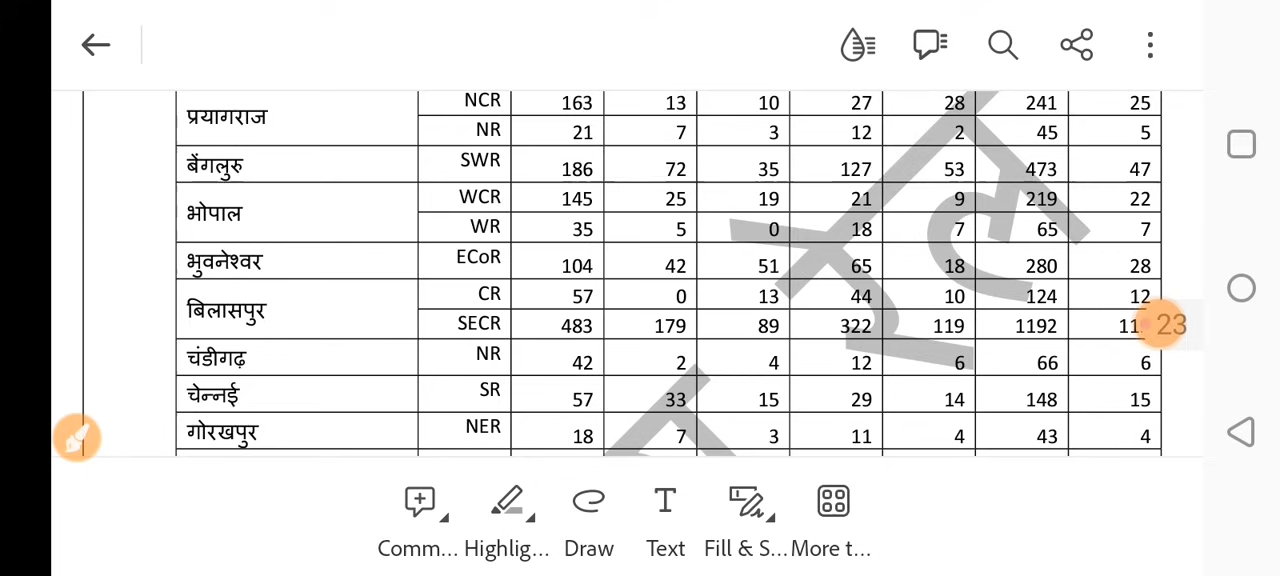 प्रयागराज NCR 163 13 10 27 28 241 25
NR 21 7 3 12 2 45 5
बेंगलुरु SWR 186 72 35 127 53 473 47
भोपाल WCR 145 25 19 21 9 219 22
WR 35 5 0 18 7 65 7
भुवनेश्वर ECoR 104 42 51 65 18 280 28
बिलासपुर CR 57 0 13 44 10 124 12
SECR 483 179 89 322 119 1192
23
चंडीगढ़ NR 42 2 4 12 6 66 6
चेन्नई SR 57 33 15 29 14 148 15
गोरखपुर NER 18 7 3 11 4 43 4
Comm... Highlig... Draw Text Fill & S... More t...